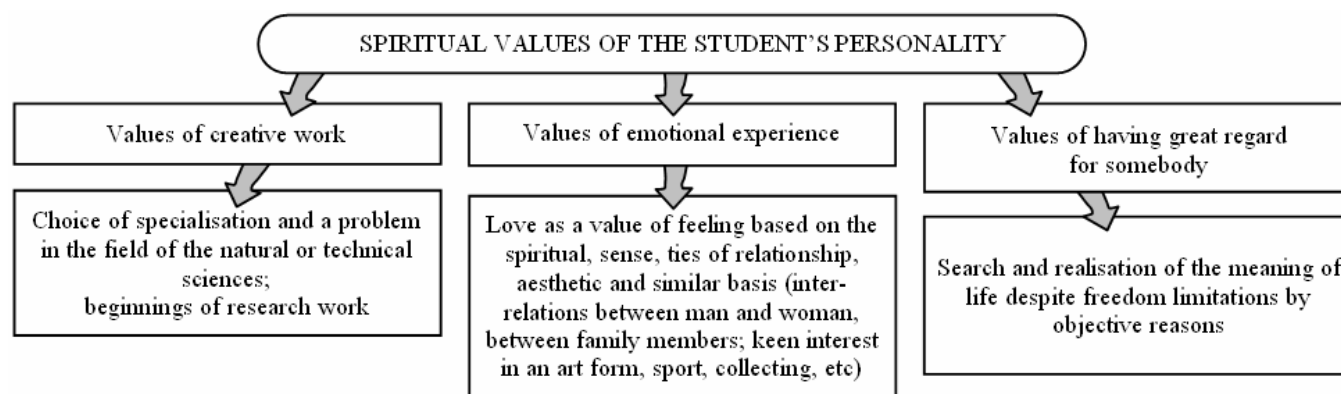 SPIRITUAL VALUES OF THE STUDENT'S PERSONALITY
Values of creative work
Choice of specialisation and a problem
in the field of the natural or technical
sciences;
beginnings of research work
Values of emotional experience
Love as a value of feeling based on the
spiritual, sense, ties of relationship,
aesthetic and similar basis (inter-
relations between man and woman,
between family members; keen interest
in an art form, sport, collecting, etc)
Values of having great regard
for somebody
Search and realisation of the meaning of
life despite freedom limitations by
objective reasons